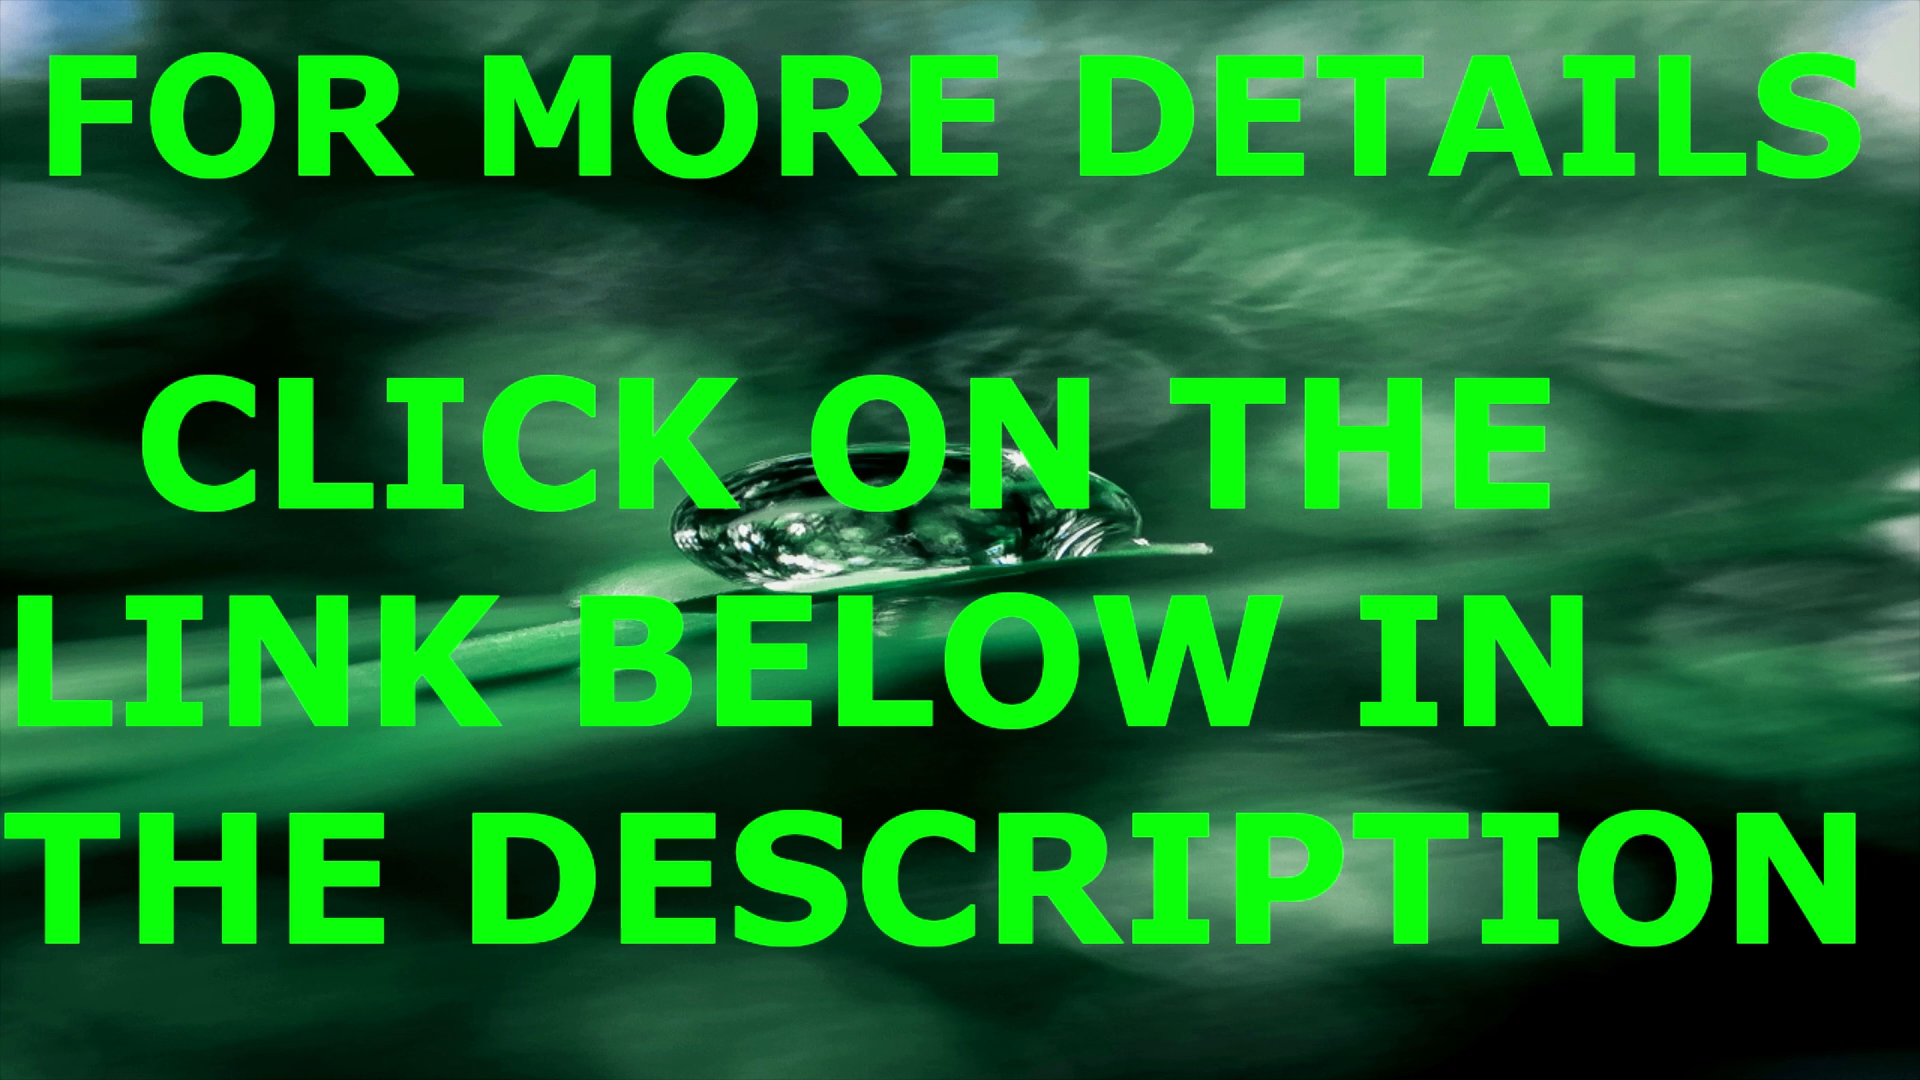 FOR MORE DETAILS
CLICK ON THE
LINK BELOW IN
THE DESCRIPTION